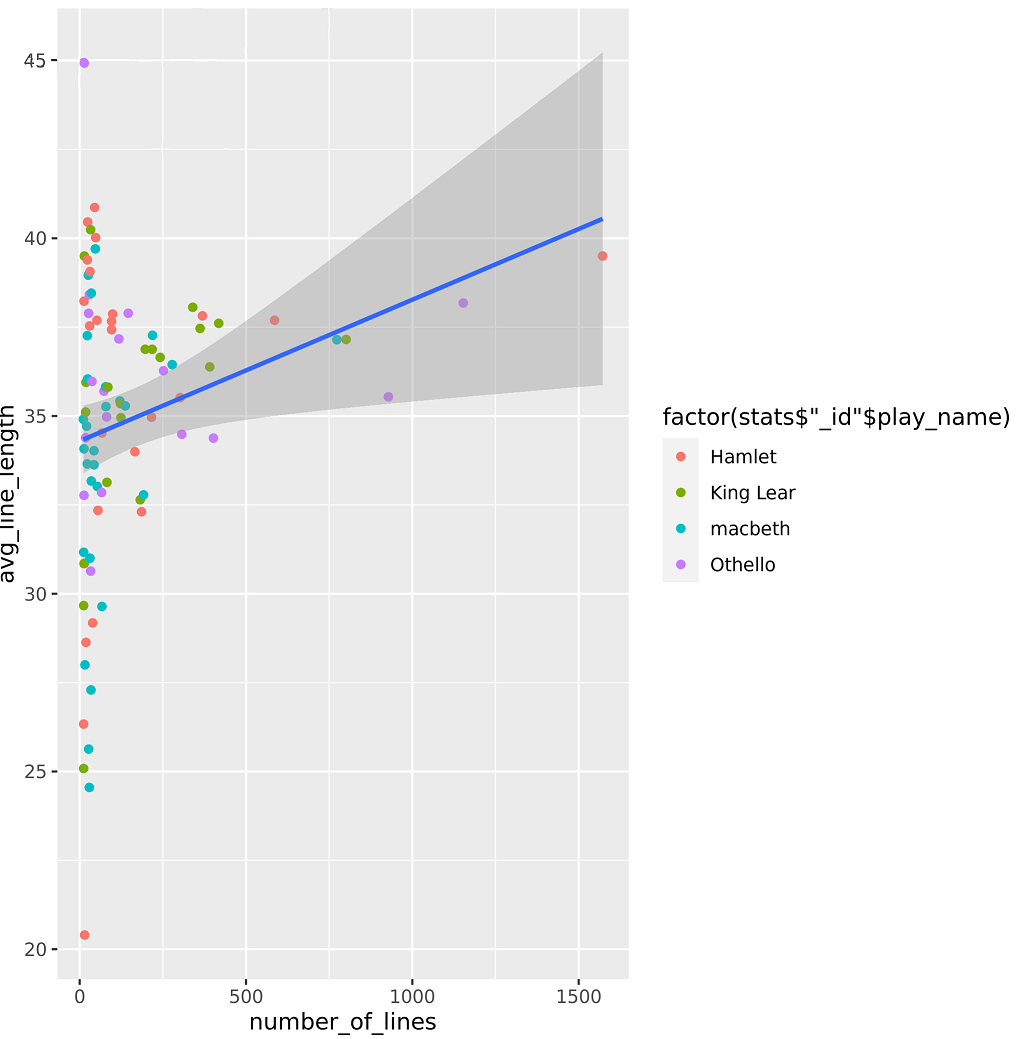 45
40
35
30
25
20
avg_line_length
0 500 1000 1500
number_of_lines
factor(stats$"_id"$play_name)
Hamlet
King Lear
macbeth
Othello